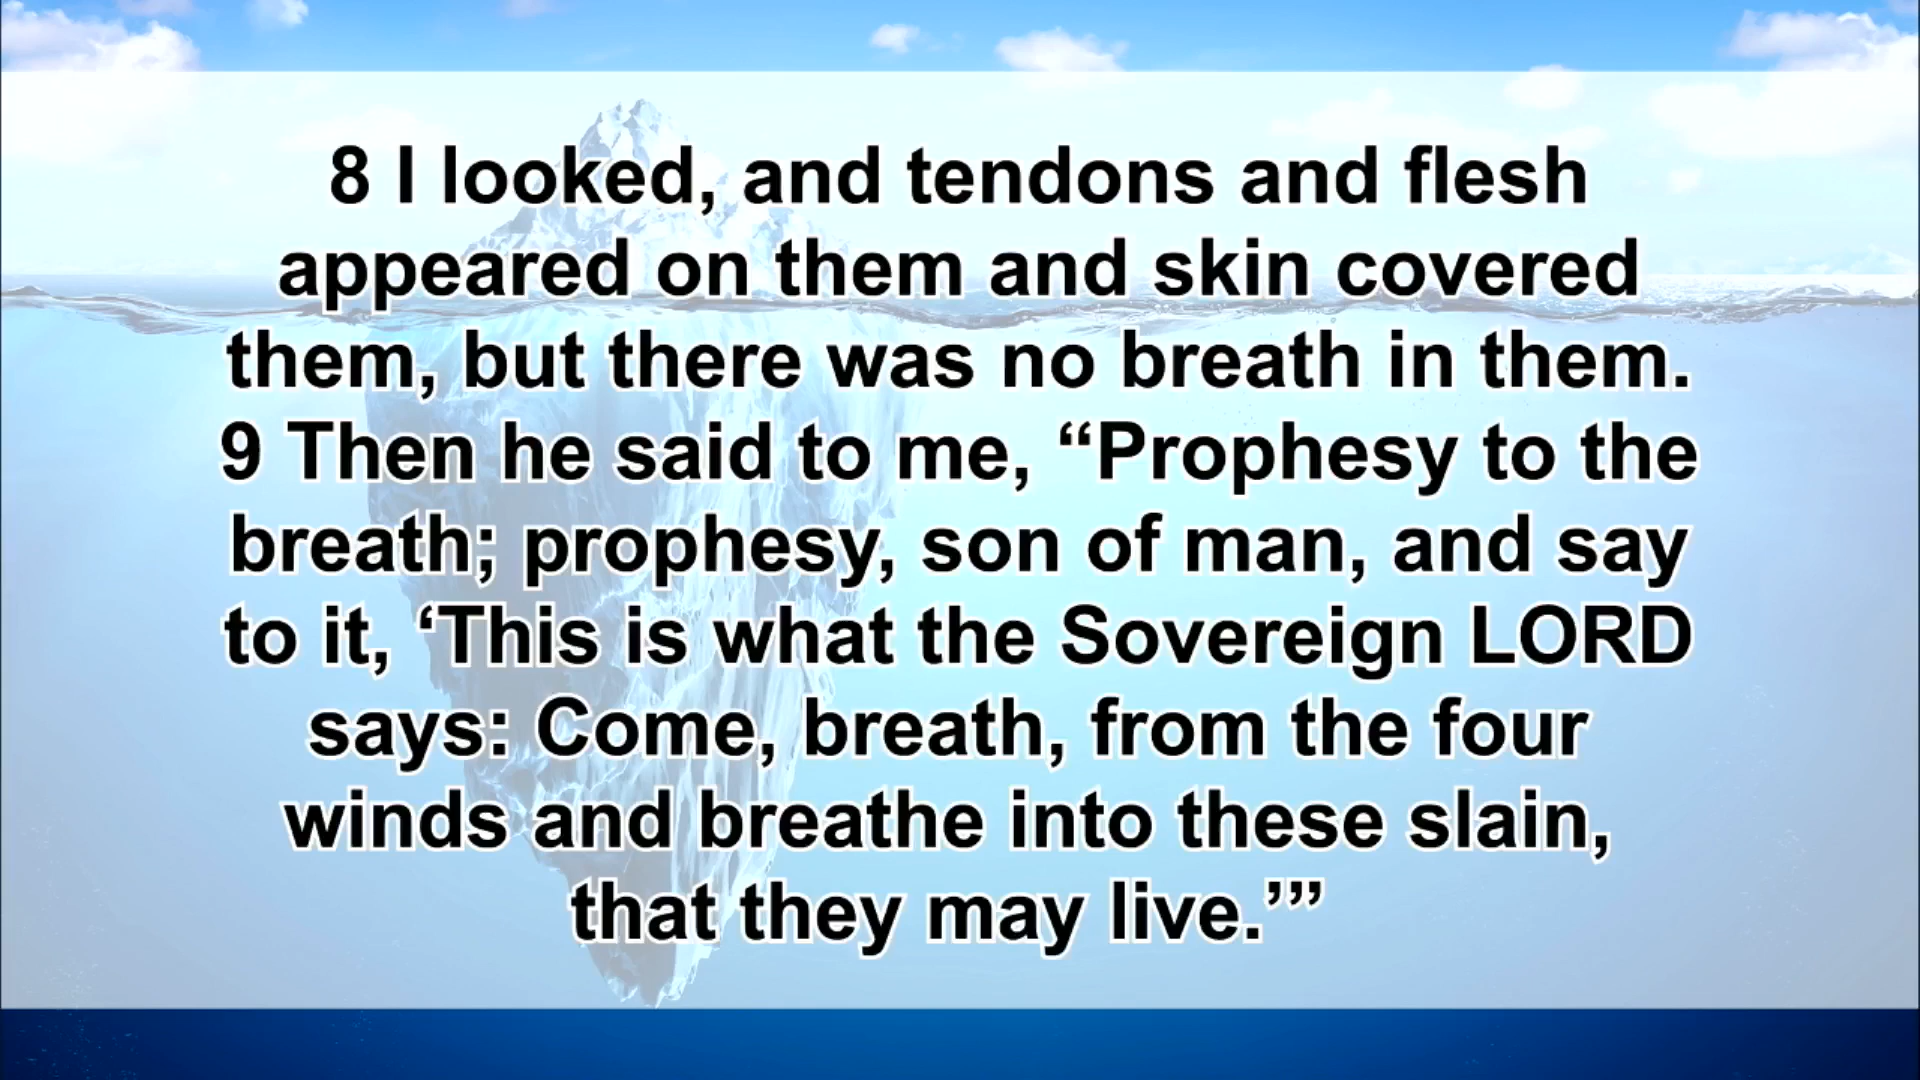 8 I looked, and tendons and flesh
appeared on them and skin covered
them, but there was no breath in them.
9 Then he said to me, “Prophesy to the
breath; prophesy, son of man, and say
to it, ‘This is what the Sovereign LORD
says: Come, breath, from the four
winds and breathe into these slain,
that they may live.’”